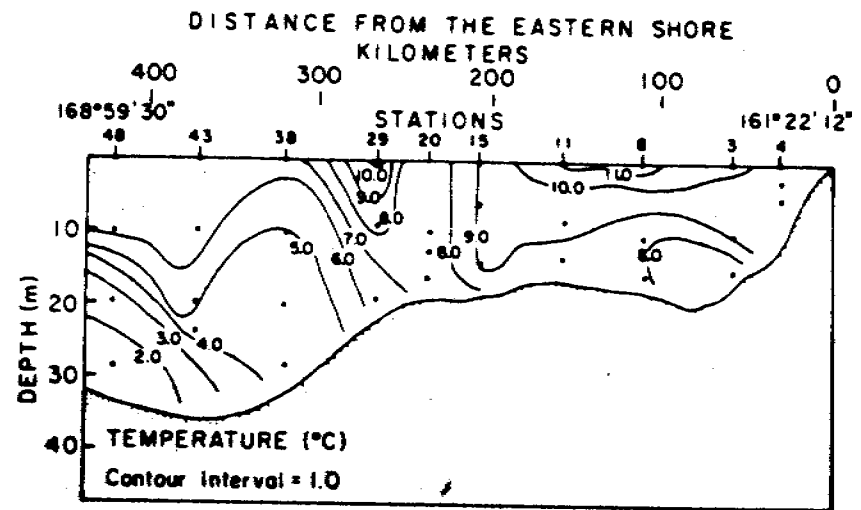 DISTANCE FROM THE EASTERN SHORE
KILOMETERS
400 300 200 100 0
168°59'30" STATIONS 161°22'12"
48 43 38 29 20 15 11 8 3 4
10.0 11.0
9.0 10.0
8.0
7.0 9.0
10 5.0 6.0 8.0 8.0
20
3.0 4.0
2.0
30
40
DEPTH (m)
TEMPERATURE (°C)
Contour Interval = 1.0